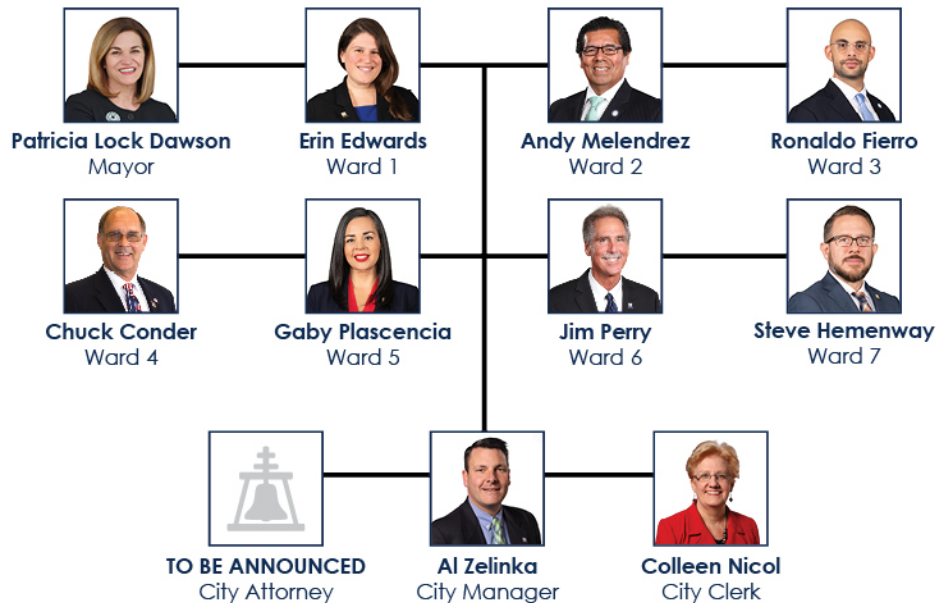 Patricia Lock Dawson
Mayor
Erin Edwards
Ward 1
Andy Melendrez
Ward 2
Ronaldo Fierro
Ward 3
Chuck Conder
Ward 4
Gaby Plascencia
Ward 5
Jim Perry
Ward 6
Steve Hemenway
Ward 7
TO BE ANNOUNCED
City Attorney
Al Zelinka
City Manager
Colleen Nicol
City Clerk